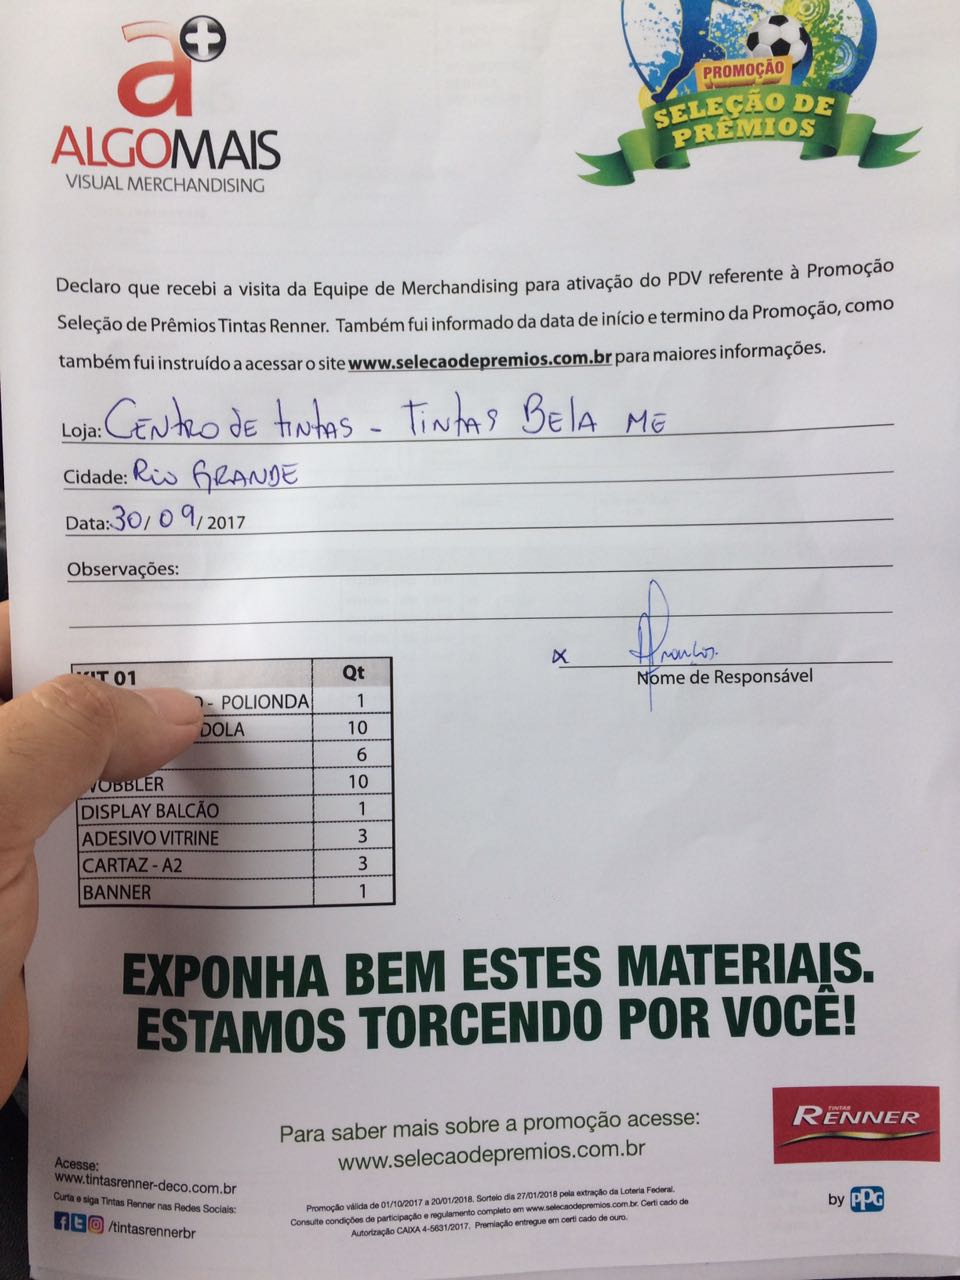 a+
ALGOMAIS
VISUAL MERCHANDISING
PROMOÇÃO
SELEÇÃO DE
PRÊMIOS
Declaro que recebi a visita da Equipe de Merchandising para ativação do PDV referente à Promoção
Seleção de Prêmios Tintas Renner. Também fui informado da data de início e termino da Promoção, como
também fui instruído a acessar o site www.selecaodepremios.com.br para maiores informações.
Loja: CENTRO DE TINTAS - TINTAS BELA ME
Cidade: RIO GRANDE
Data: 30/09/2017
Observações:
x
Nome de Responsável
KIT 01 Qt
- POLIONDA 1
10
6
WOBBLER 10
DISPLAY BALCÃO 1
ADESIVO VITRINE 3
CARTAZ - A2 3
BANNER 1
EXPONHA BEM ESTES MATERIAIS.
ESTAMOS TORCENDO POR VOCÊ!
Para saber mais sobre a promoção acesse:
www.selecaodepremios.com.br
TINTAS
RENNER
by PPG
Acesse:
www.tintasrenner-deco.com.br
Curta e siga Tintas Renner nas Redes Sociais:
/tintasrennerbr
Promoção válida de 01/10/2017 a 20/01/2018. Sorteio dia 27/01/2018 pela extração da Loteria Federal.
Consulte condições de participação e regulamento completo em www.selecaodepremios.com.br. Certi cado de
Autorização CAIXA 4-5631/2017. Premiação entregue em certi cado de ouro.